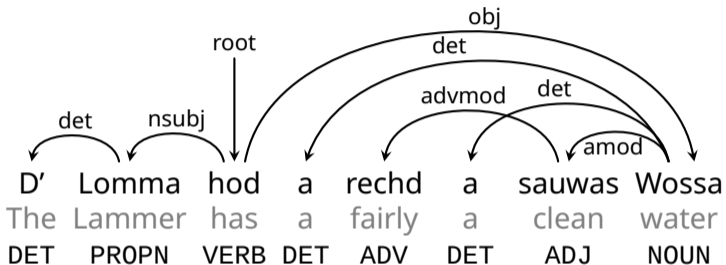 obj
root det
det nsubj advmod det
amod
D’ Lomma hod a rechd a sauwas Wossa
The Lammer has a fairly a clean water
DET PROPN VERB DET ADV DET ADJ NOUN